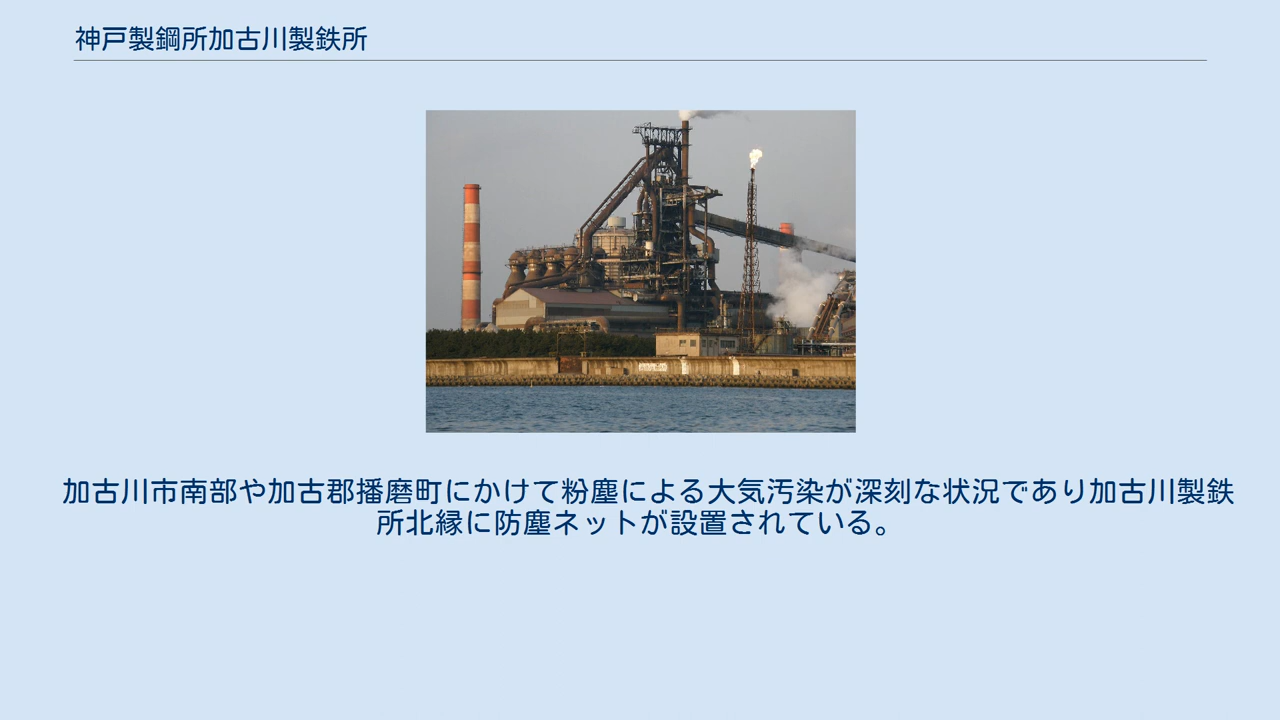 神戸製鋼所加古川製鉄所
加古川市南部や加古郡播磨町にかけて粉塵による大気汚染が深刻な状況であり加古川製鉄
所北縁に防塵ネットが設置されている。